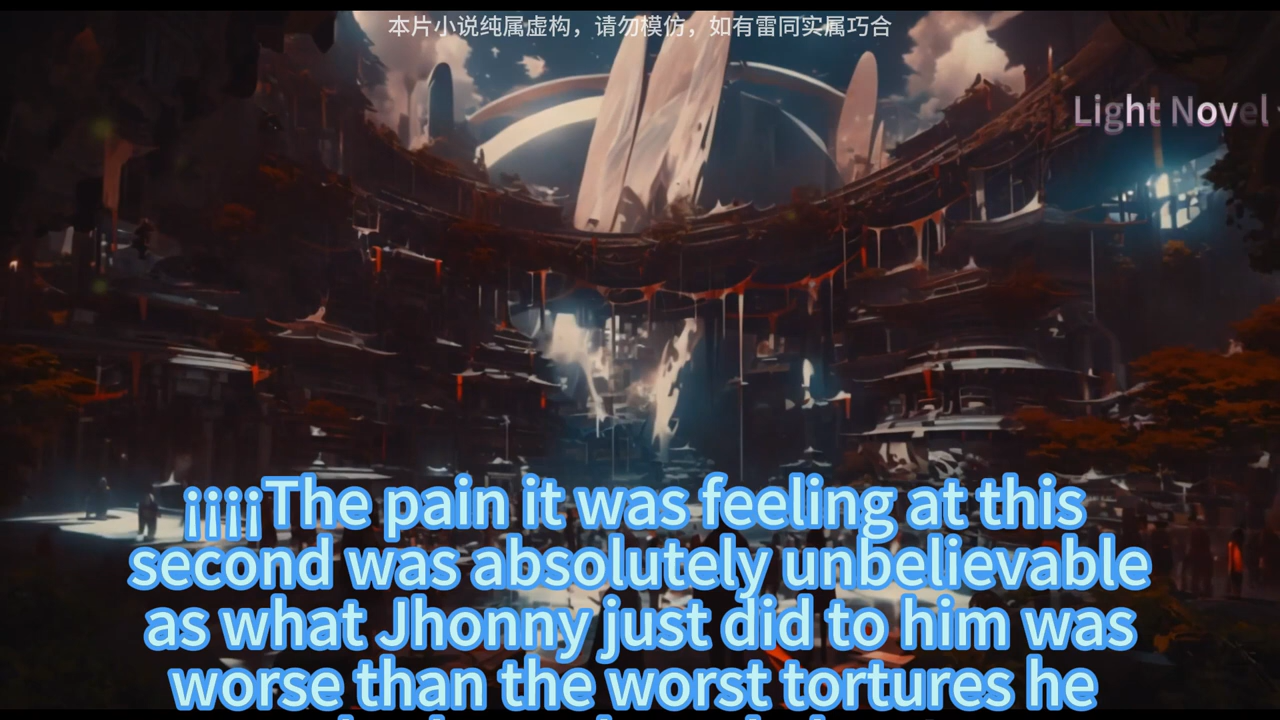 本片小说纯属虚构，请勿模仿，如有雷同实属巧合
Light Novel
¡¡¡¡The pain it was feeling at this
second was absolutely unbelievable
as what Jhonny just did to him was
worse than the worst tortures he